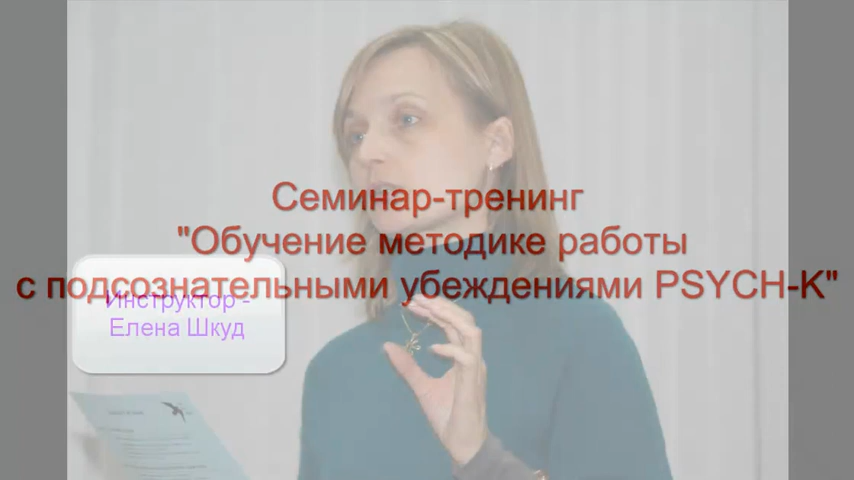 Семинар-тренинг
"Обучение методике работы
с подсознательными убеждениями PSYCH-K"
Инструктор -
Елена Шкуд